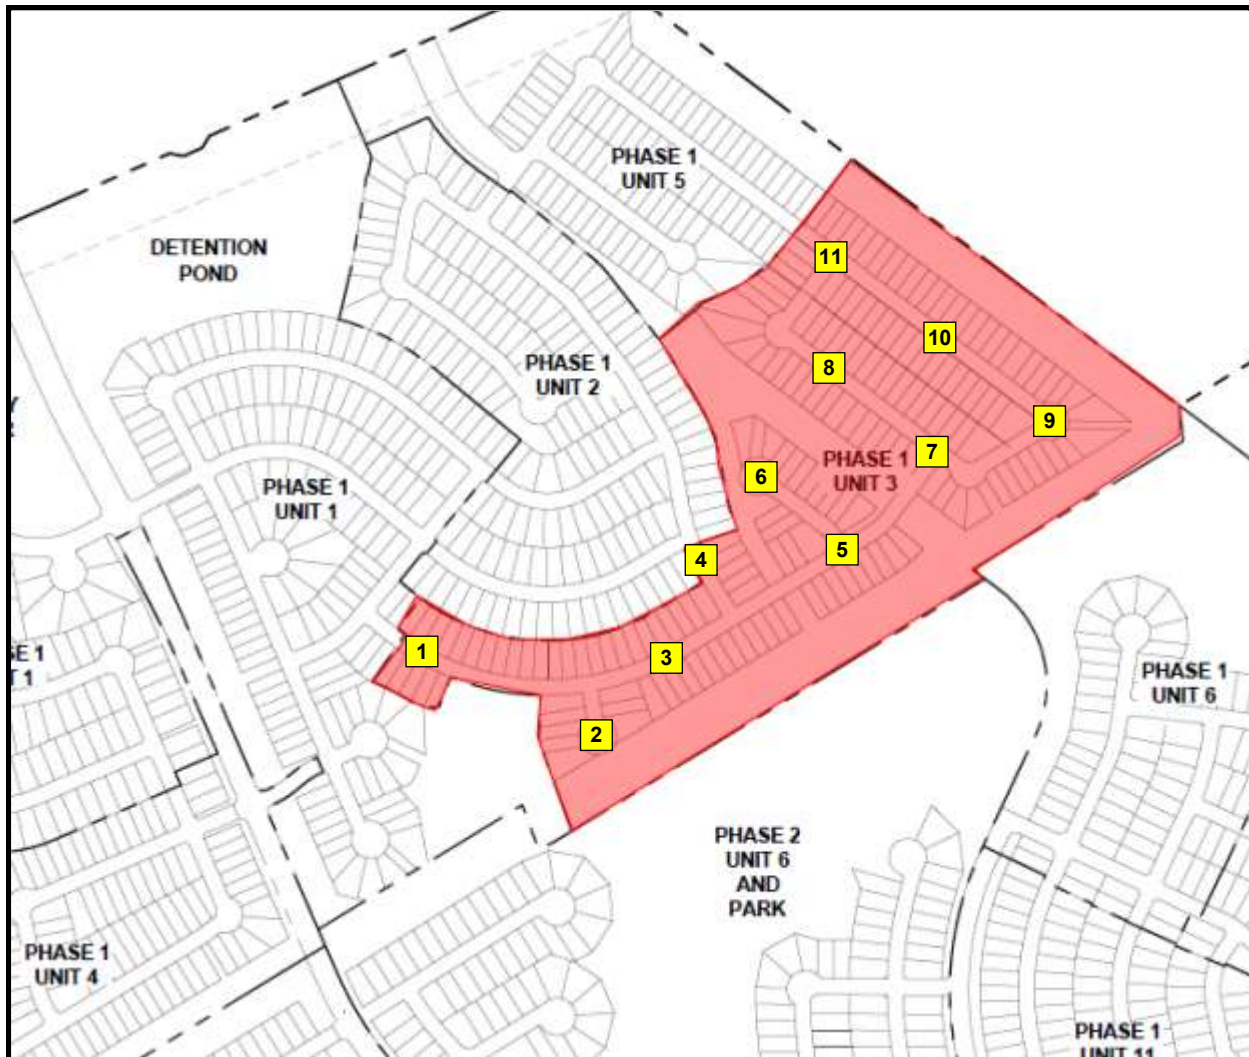 PHASE 1
UNIT 5
DETENTION
POND
11
10
PHASE 1
UNIT 2
8
9
7
PHASE 1
UNIT 3
6
PHASE 1
UNIT 1
5
4
1
3
2
PHASE 1
UNIT 6
PHASE 2
UNIT 6
AND
PARK
PHASE 1
UNIT 4
PHASE 1
UNIT 11